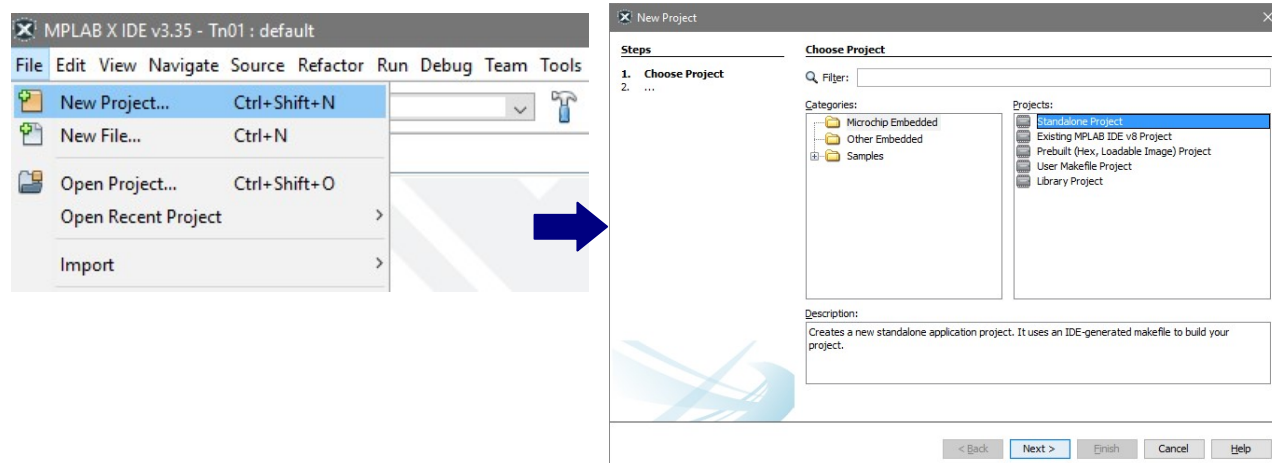 MPLAB X IDE v3.35 - Tn01 : default
File Edit View Navigate Source Refactor Run Debug Team Tools
New Project... Ctrl+Shift+N
New File... Ctrl+N
Open Project... Ctrl+Shift+O
Open Recent Project >
Import >
New Project
Steps
1. Choose Project
2. ...
Choose Project
Filter:
Categories:
Microchip Embedded
Other Embedded
Samples
Projects:
Standalone Project
Existing MPLAB IDE v8 Project
Prebuilt (Hex, Loadable Image) Project
User Makefile Project
Library Project
Description:
Creates a new standalone application project. It uses an IDE-generated makefile to build your
project.
< Back Next > Finish Cancel Help